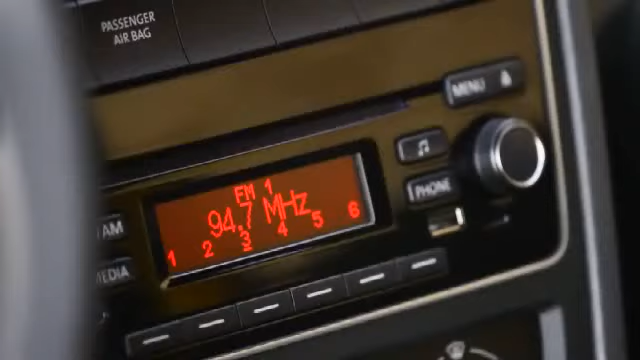 PASSENGER
AIR BAG
MENU
PHONE
FM 1
94.7 MHz
1 2 3 4 5 6
AM
MEDIA